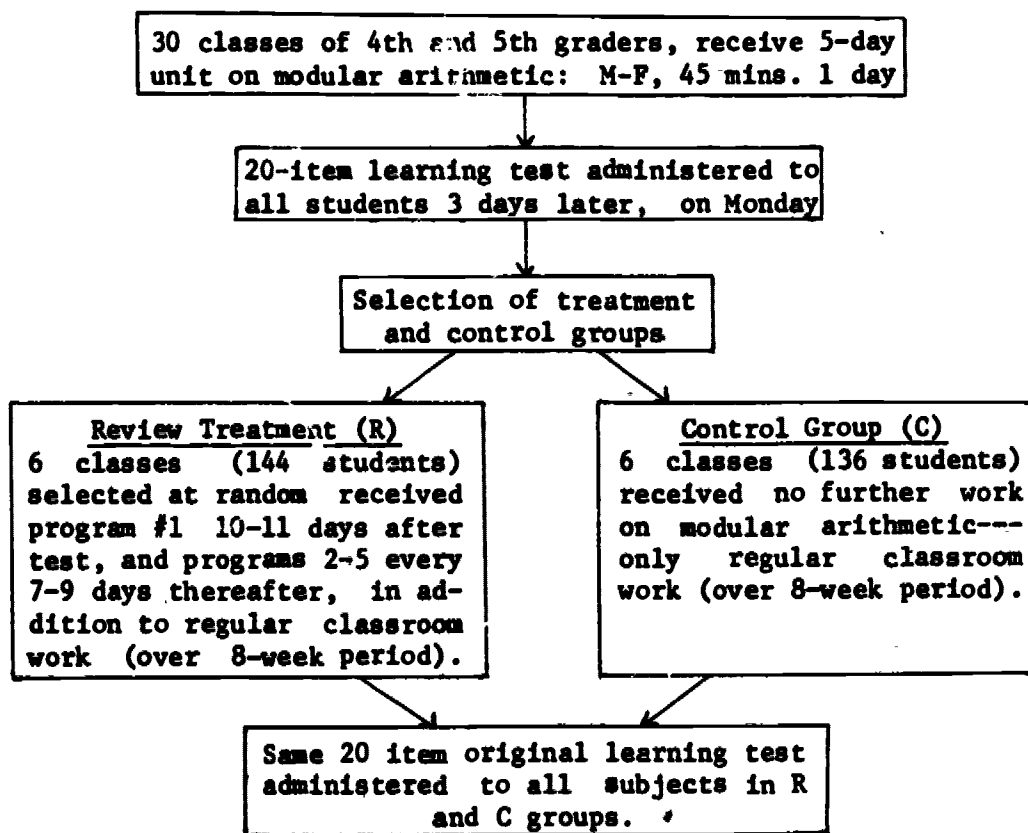 30 classes of 4th and 5th graders, receive 5-day
unit on modular arithmetic: M-F, 45 mins. 1 day
20-item learning test administered to
all students 3 days later, on Monday
Selection of treatment
and control groups
Review Treatment (R)
6 classes (144 students)
selected at random received
program #1 10-11 days after
test, and programs 2-5 every
7-9 days thereafter, in ad-
dition to regular classroom
work (over 8-week period).
Control Group (C)
6 classes (136 students)
received no further work
on modular arithmetic---
only regular classroom
work (over 8-week period).
Same 20 item original learning test
administered to all subjects in R
and C groups.